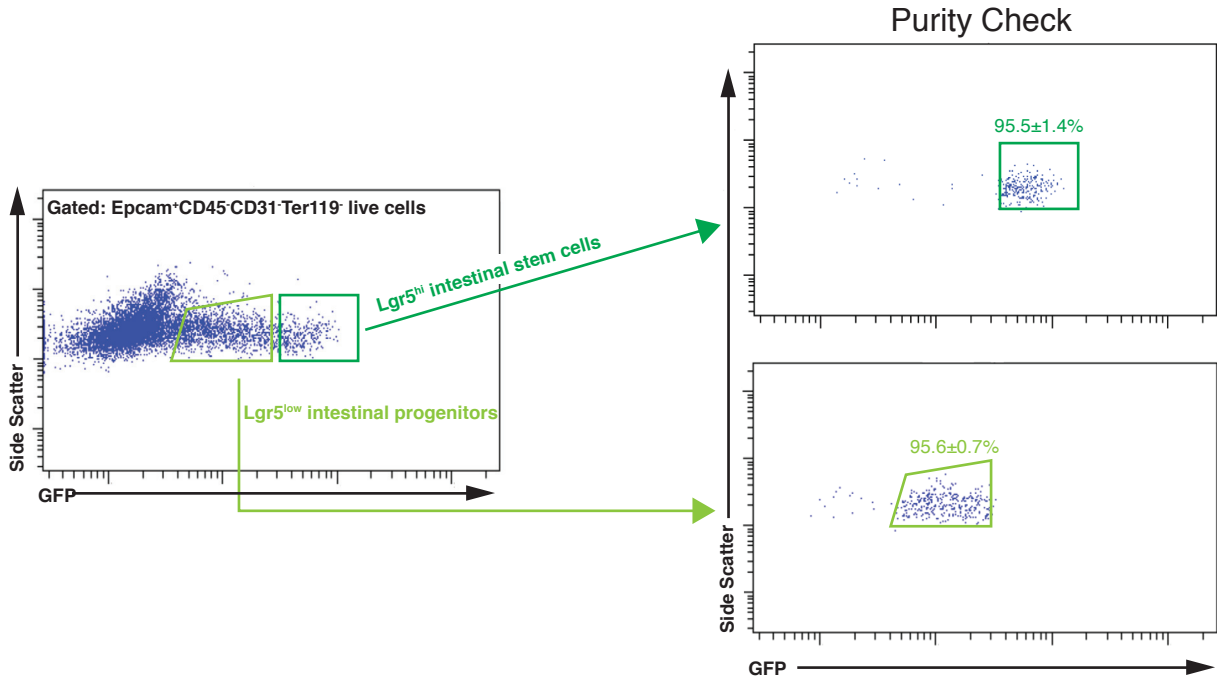 Purity Check
95.5±1.4%
Gated: Epcam⁺CD45⁻CD31⁻Ter119⁻ live cells
Lgr5ʰⁱ intestinal stem cells
Side Scatter
Lgr5ˡᵒʷ intestinal progenitors
GFP
95.6±0.7%
Side Scatter
GFP